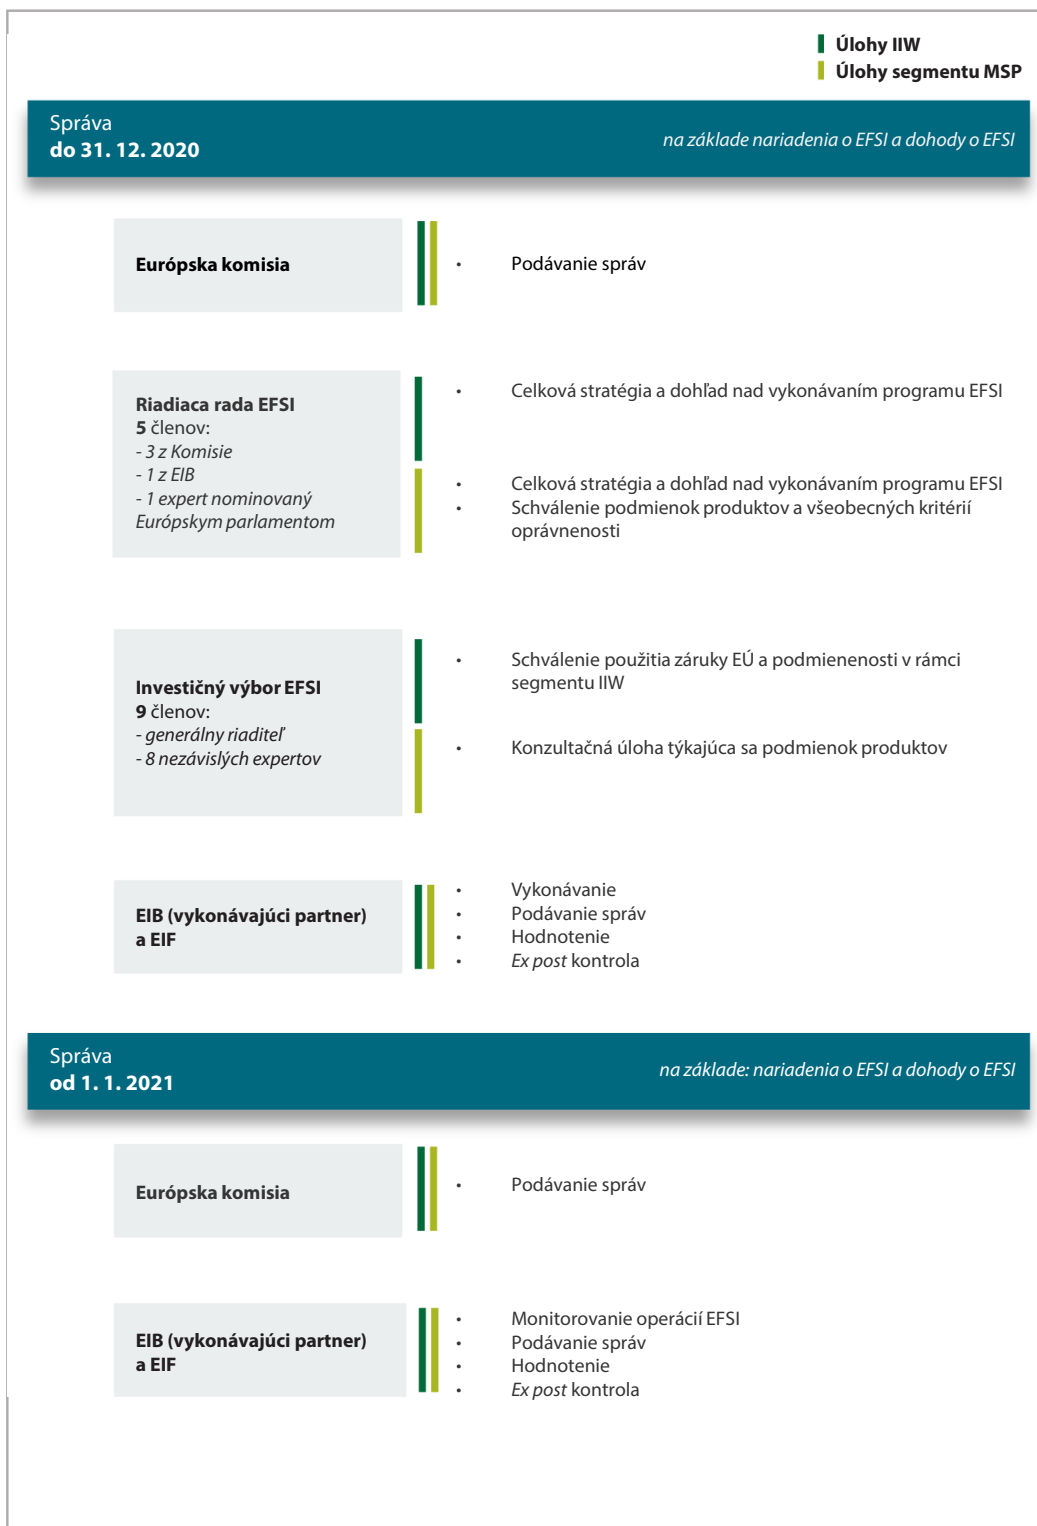 Úlohy IIW
Úlohy segmentu MSP
Správa
do 31. 12. 2020
na základe nariadenia o EFSI a dohody o EFSI
Európska komisia
• Podávanie správ
Riadiaca rada EFSI
5 členov:
- 3 z Komisie
- 1 z EIB
- 1 expert nominovaný
Európskym parlamentom
• Celková stratégia a dohľad nad vykonávaním programu EFSI
• Celková stratégia a dohľad nad vykonávaním programu EFSI
• Schválenie podmienok produktov a všeobecných kritérií
oprávnenosti
Investičný výbor EFSI
9 členov:
- generálny riaditeľ
- 8 nezávislých expertov
• Schválenie použitia záruky EÚ a podmienenosti v rámci
segmentu IIW
• Konzultačná úloha týkajúca sa podmienok produktov
EIB (vykonávajúci partner)
a EIF
• Vykonávanie
• Podávanie správ
• Hodnotenie
• Ex post kontrola
Správa
od 1. 1. 2021
na základe: nariadenia o EFSI a dohody o EFSI
Európska komisia
• Podávanie správ
EIB (vykonávajúci partner)
a EIF
• Monitorovanie operácií EFSI
• Podávanie správ
• Hodnotenie
• Ex post kontrola